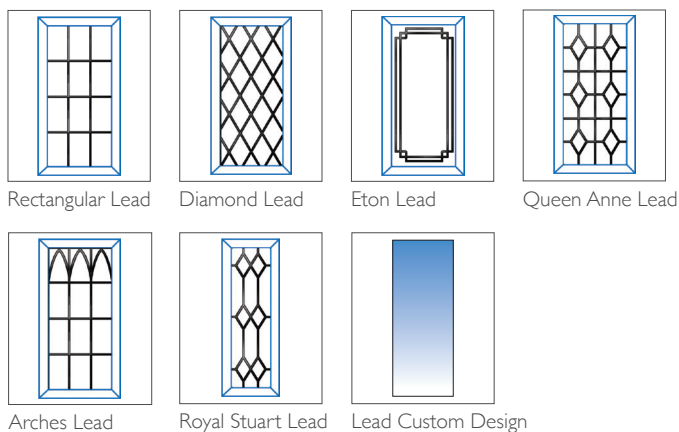 Rectangular Lead
Diamond Lead
Eton Lead
Queen Anne Lead
Arches Lead
Royal Stuart Lead
Lead Custom Design